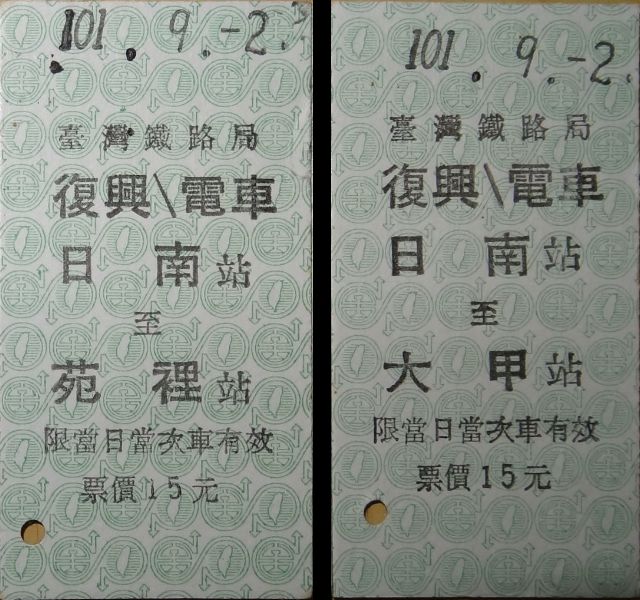 101. 9.-2.
臺灣鐵路局
復興\電車
日南站
至
苑裡站
限當日當次車有效
票價15元
101. 9.-2.
臺灣鐵路局
復興\電車
日南站
至
大甲站
限當日當次車有效
票價15元